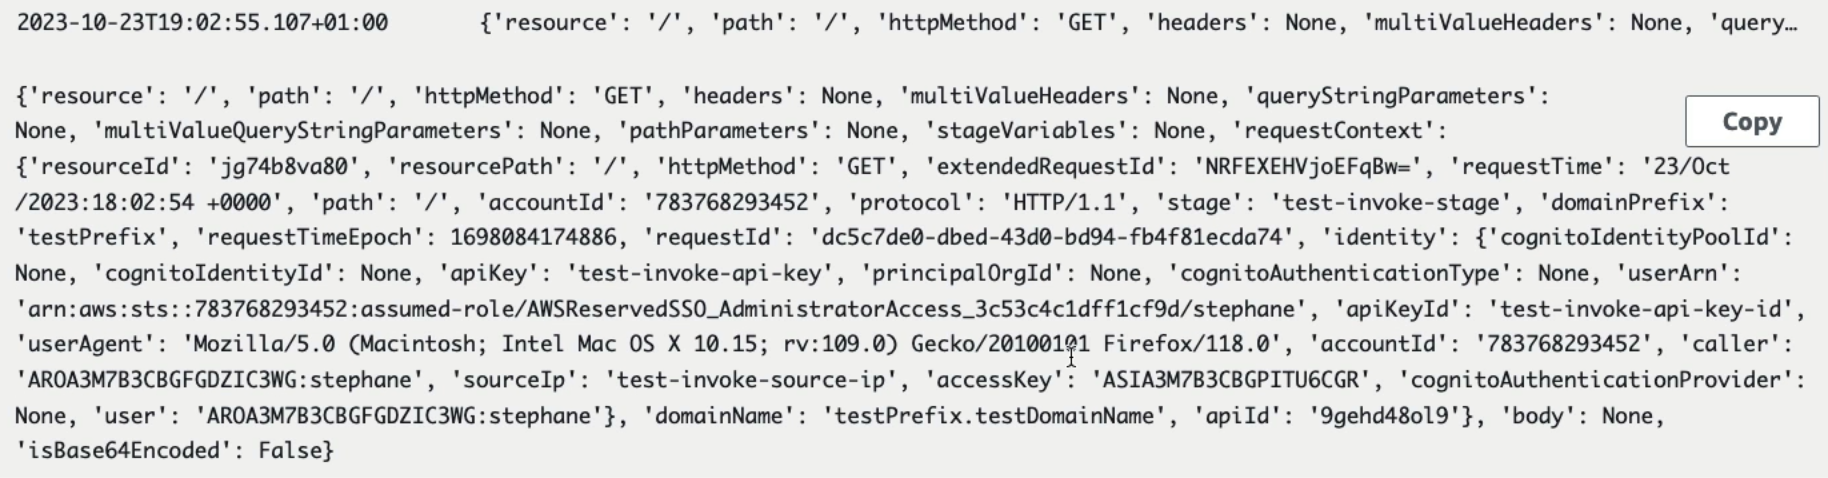 2023-10-23T19:02:55.107+01:00 {'resource': '/', 'path': '/', 'httpMethod': 'GET', 'headers': None, 'multiValueHeaders': None, 'query…
{'resource': '/', 'path': '/', 'httpMethod': 'GET', 'headers': None, 'multiValueHeaders': None, 'queryStringParameters':
None, 'multiValueQueryStringParameters': None, 'pathParameters': None, 'stageVariables': None, 'requestContext':
Copy
{'resourceId': 'jg74b8va80', 'resourcePath': '/', 'httpMethod': 'GET', 'extendedRequestId': 'NRFEXEHVjoEFqBw=', 'requestTime': '23/Oct
/2023:18:02:54 +0000', 'path': '/', 'accountId': '783768293452', 'protocol': 'HTTP/1.1', 'stage': 'test-invoke-stage', 'domainPrefix':
'testPrefix', 'requestTimeEpoch': 1698084174886, 'requestId': 'dc5c7de0-dbed-43d0-bd94-fb4f81ecda74', 'identity': {'cognitoIdentityPoolId':
None, 'cognitoIdentityId': None, 'apiKey': 'test-invoke-api-key', 'principalOrgId': None, 'cognitoAuthenticationType': None, 'userArn':
'arn:aws:sts::783768293452:assumed-role/AWSReservedSSO_AdministratorAccess_3c53c4c1dff1cf9d/stephane', 'apiKeyId': 'test-invoke-api-key-id',
'userAgent': 'Mozilla/5.0 (Macintosh; Intel Mac OS X 10.15; rv:109.0) Gecko/20100101 Firefox/118.0', 'accountId': '783768293452', 'caller':
'AROA3M7B3CBGFGDZIC3WG:stephane', 'sourceIp': 'test-invoke-source-ip', 'accessKey': 'ASIA3M7B3CBGPITU6CGR', 'cognitoAuthenticationProvider':
None, 'user': 'AROA3M7B3CBGFGDZIC3WG:stephane'}, 'domainName': 'testPrefix.testDomainName', 'apiId': '9gehd48ol9'}, 'body': None,
'isBase64Encoded': False}